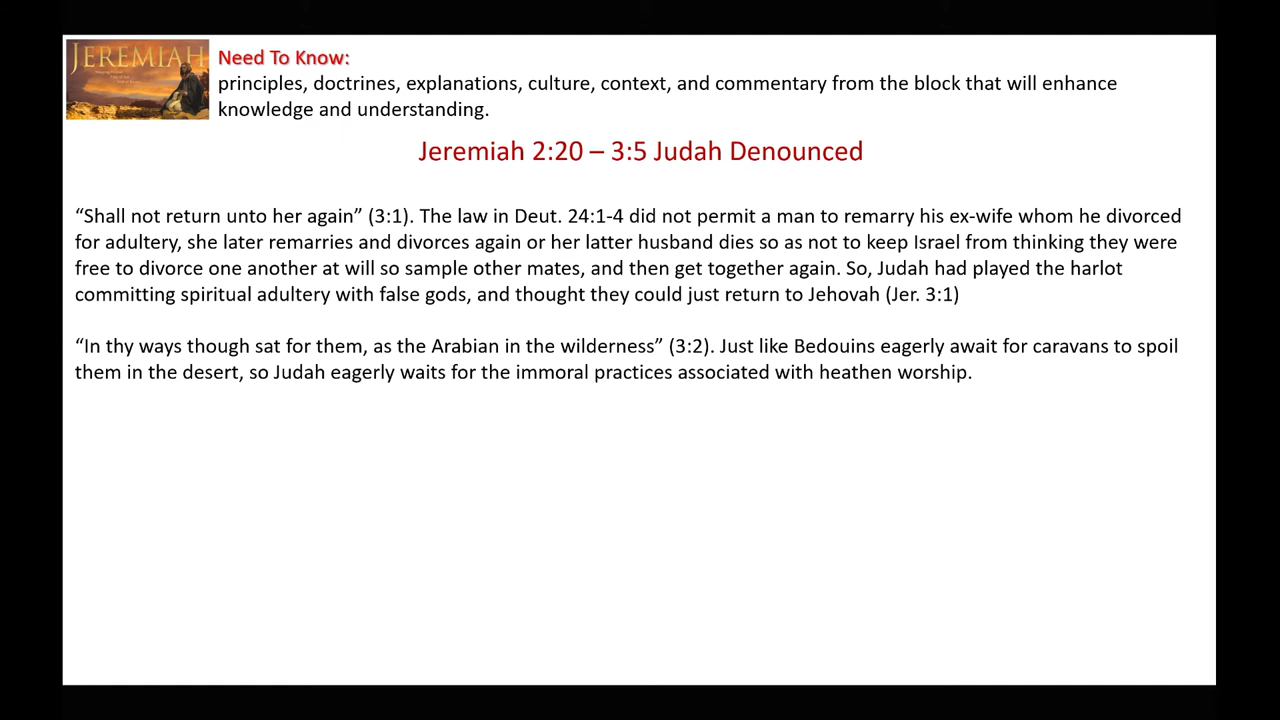 JEREMIAH
Need To Know:
principles, doctrines, explanations, culture, context, and commentary from the block that will enhance
knowledge and understanding.
Jeremiah 2:20 – 3:5 Judah Denounced
“Shall not return unto her again” (3:1). The law in Deut. 24:1-4 did not permit a man to remarry his ex-wife whom he divorced
for adultery, she later remarries and divorces again or her latter husband dies so as not to keep Israel from thinking they were
free to divorce one another at will so sample other mates, and then get together again. So, Judah had played the harlot
committing spiritual adultery with false gods, and thought they could just return to Jehovah (Jer. 3:1)
“In thy ways though sat for them, as the Arabian in the wilderness” (3:2). Just like Bedouins eagerly await for caravans to spoil
them in the desert, so Judah eagerly waits for the immoral practices associated with heathen worship.